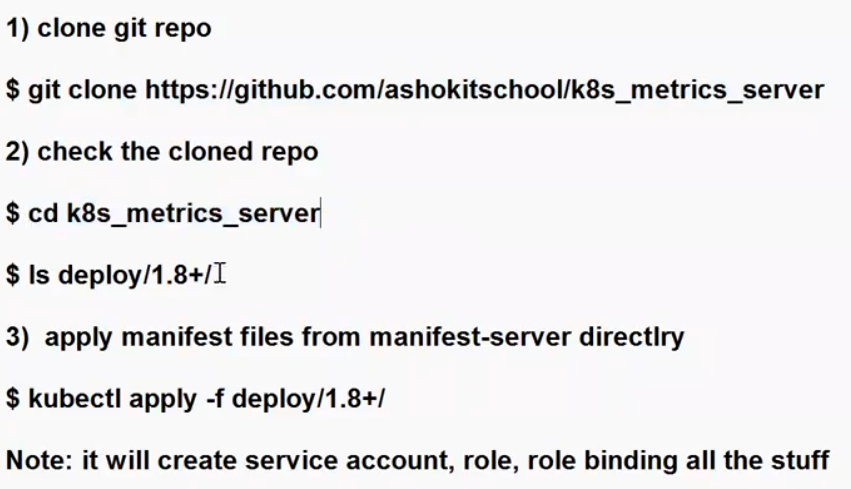 1) clone git repo
$ git clone https://github.com/ashokitschool/k8s_metrics_server
2) check the cloned repo
$ cd k8s_metrics_server
$ ls deploy/1.8+/
3)  apply manifest files from manifest-server directlry
$ kubectl apply -f deploy/1.8+/
Note: it will create service account, role, role binding all the stuff